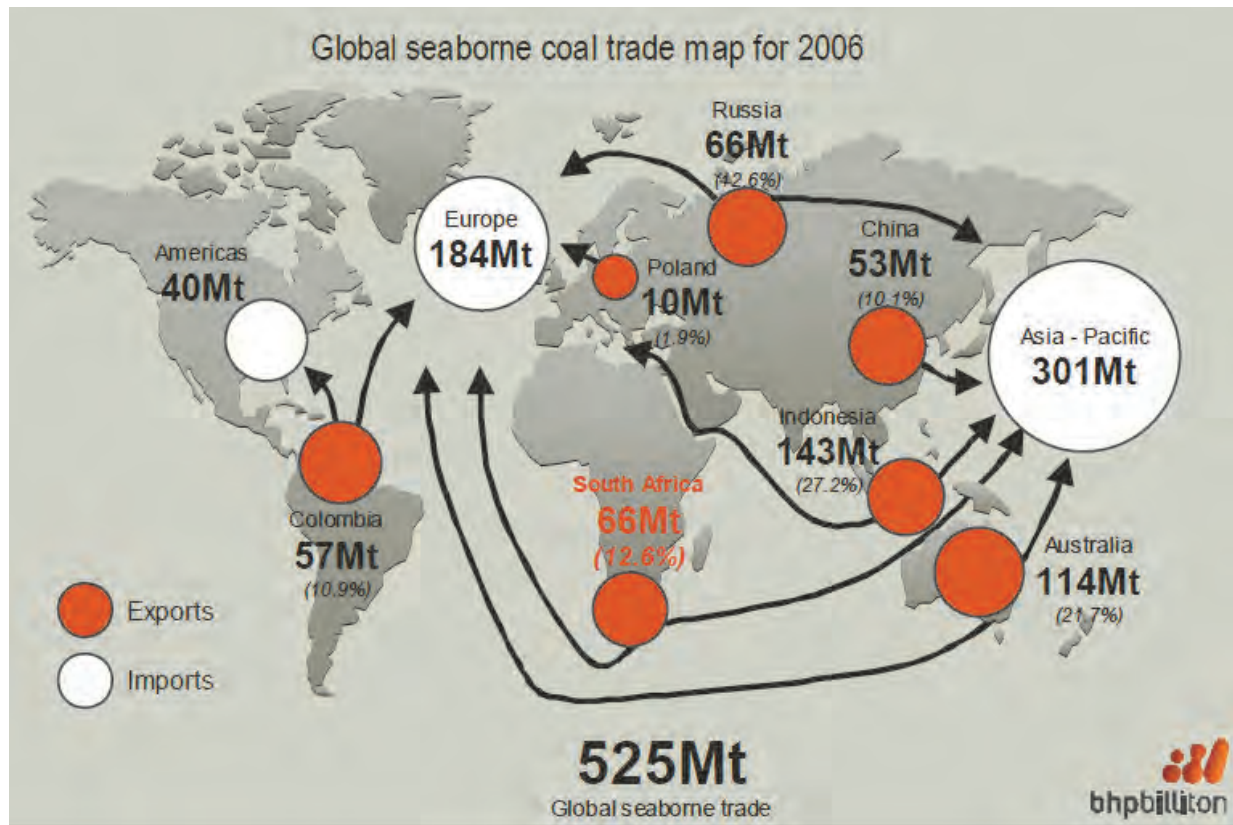 Global seaborne coal trade map for 2006
Russia
66Mt
(12.6%)
Europe
184Mt
Americas
40Mt
China
53Mt
(10.1%)
Poland
10Mt
(1.9%)
Asia - Pacific
301Mt
Indonesia
143Mt
(27.2%)
South Africa
66Mt
(12.6%)
Colombia
57Mt
(10.9%)
Australia
114Mt
(21.7%)
Exports
Imports
525Mt
Global seaborne trade
bhpbilliton